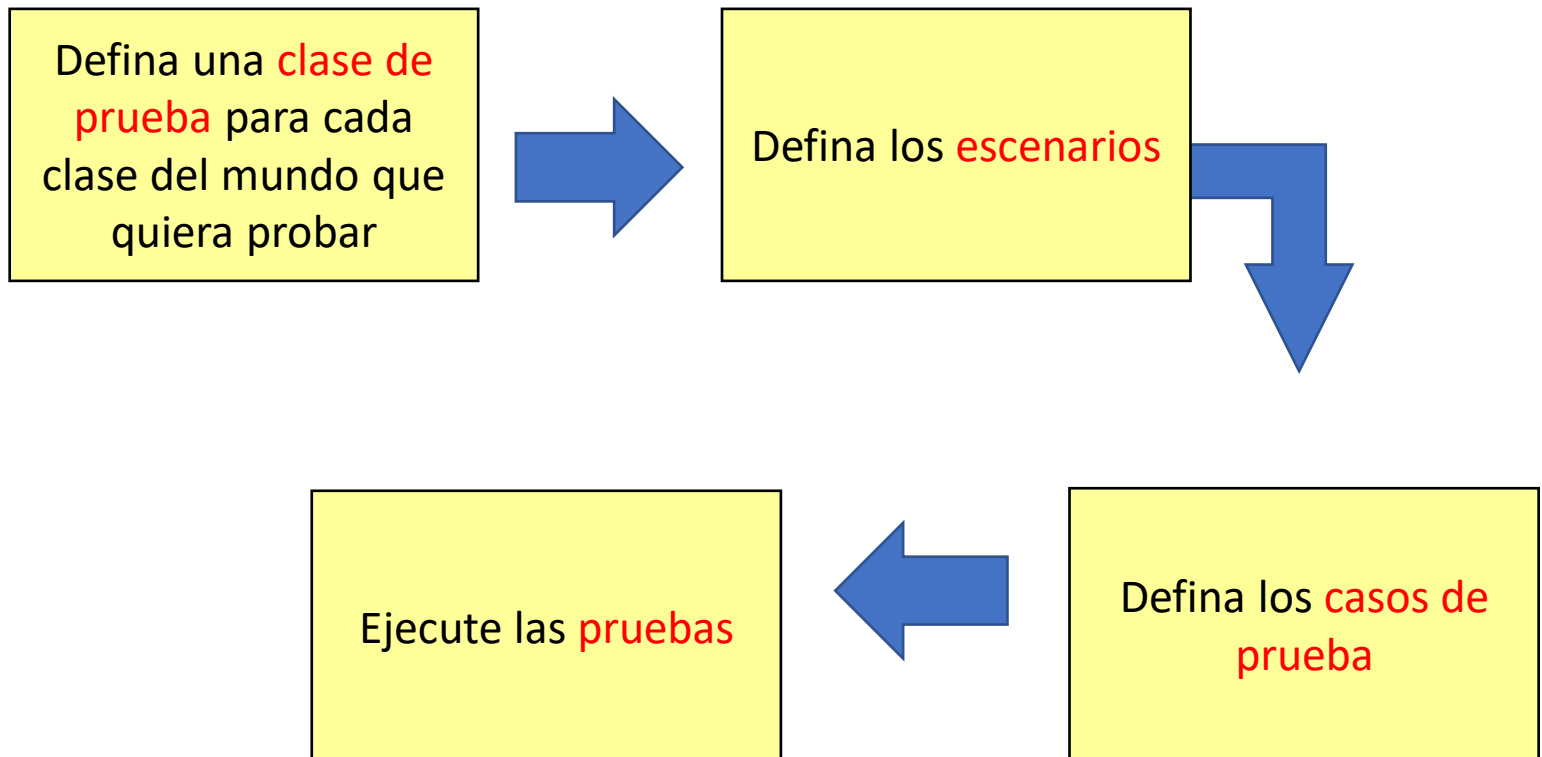 Defina una clase de
prueba para cada
clase del mundo que
quiera probar
Defina los escenarios
Defina los casos de
prueba
Ejecute las pruebas